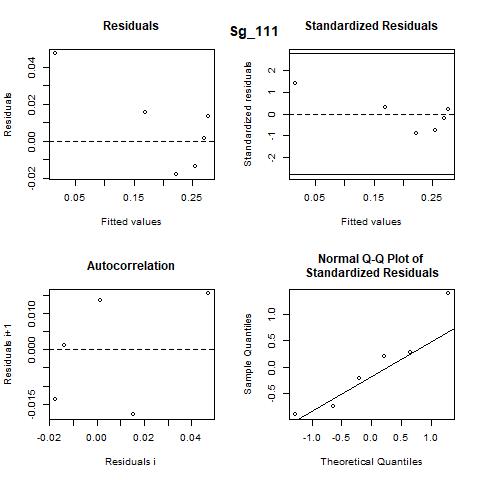 Sg_111
Residuals
Residuals
-0.02
0.00
0.02
0.04
0.05
0.15
0.25
Fitted values
Standardized Residuals
Standardized residuals
-2
-1
0
1
2
0.05
0.15
0.25
Fitted values
Autocorrelation
Residuals i+1
-0.015
0.000
0.010
-0.02
0.00
0.02
0.04
Residuals i
Normal Q-Q Plot of
Standardized Residuals
Sample Quantiles
-0.5
0.0
0.5
1.0
-1.0
0.0
0.5
1.0
Theoretical Quantiles